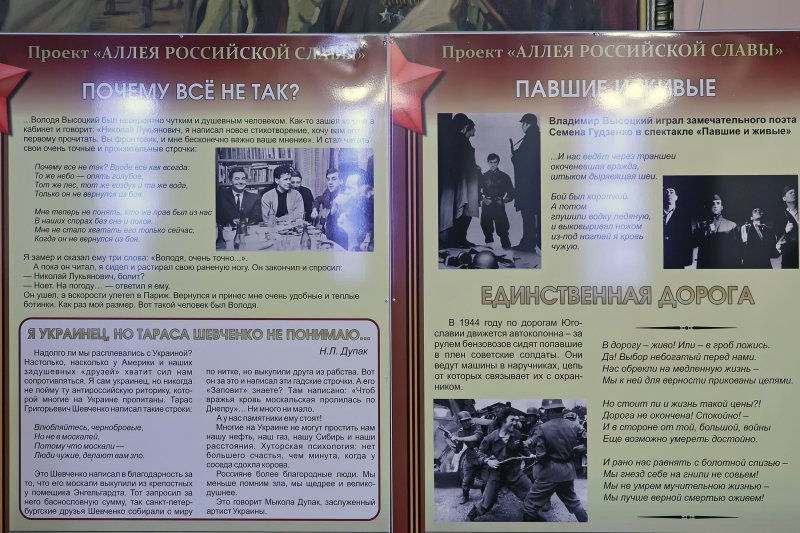 Проект «АЛЛЕЯ РОССИЙСКОЙ СЛАВЫ»
ПОЧЕМУ ВСЁ НЕ ТАК?
…Володя Высоцкий был невероятно чутким и душевным человеком. Как-то зашел ко мне в
кабинет и говорит: «Николай Лукьянович, я написал новое стихотворение, хочу вам его
первому прочитать. Вы фронтовик, и мне бесконечно важно ваше мнение». И стал читать
свои очень точные и пронзительные строчки:
Почему все не так? Вроде все как всегда:
То же небо — опять голубое,
Тот же лес, тот же воздух и та же вода,
Только он не вернулся из боя.
Мне теперь не понять, кто же прав был из нас
В наших спорах без сна и покоя.
Мне не стало хватать его только сейчас,
Когда он не вернулся из боя.
Я замер и сказал ему три слова: «Володя, очень точно...».
А пока он читал, я сидел и растирал свою раненую ногу. Он закончил и спросил:
— Николай Лукьянович, болит?
— Ноет. На погоду… — ответил я ему.
Он ушел, а вскорости улетел в Париж. Вернулся и принес мне очень удобные и теплые
ботинки. Как раз мой размер. Вот такой человек был Володя.
Я УКРАИНЕЦ, НО ТАРАСА ШЕВЧЕНКО НЕ ПОНИМАЮ...
Н.Л. Дупак
Надолго ли мы расплевались с Украиной?
Настолько, насколько у Америки и наших
задушевных «друзей» хватит сил нам
сопротивляться. Я сам украинец, но никогда
не пойму ту антироссийскую риторику, кото-
рой многие на Украине пропитаны. Тарас
Григорьевич Шевченко написал такие строки:
Влюбляйтесь, чернобровые,
Но не в москалей,
Потому что москали —
Люди чужие, делают вам зло.
Это Шевченко написал в благодарность за
то, что его москали выкупили из крепостных
у помещика Энгельгардта. Тот запросил за
него баснословную сумму, так санкт-петер-
бургские друзья Шевченко собирали с миру
по нитке, но выкупили друга из рабства. Вот
он за это и написал эти гадские строчки. А его
«Заповит» знаете? Там написано: «Чтоб
вражья кровь москальская пролилась по
Днепру»… Ни много ни мало.
А у нас памятники ему стоят!
Многие на Украине не могут простить нам
нашу нефть, наш газ, нашу Сибирь и наши
расстояния. Хуторская психология: нет
большего счастья, чем минута, когда у
соседа сдохла корова.
Россияне более благородные люди. Мы
меньше помним зла, мы щедрее и велико-
душнее.
Это говорит Мыкола Дупак, заслуженный
артист Украины.
Проект «АЛЛЕЯ РОССИЙСКОЙ СЛАВЫ»
ПАВШИЕ И ЖИВЫЕ
Владимир Высоцкий играл замечательного поэта
Семена Гудзенко в спектакле «Павшие и живые»
...И нас ведёт через траншеи
окоченевшая вражда,
штыком дырявящая шеи.
Бой был короткий.
А потом
глушили водку ледяную,
и выковыривал ножом
из-под ногтей я кровь
чужую.
ЕДИНСТВЕННАЯ ДОРОГА
В 1944 году по дорогам Юго-
славии движется автоколонна – за
рулем бензовозов сидят попавшие
в плен советские солдаты. Они
ведут машины в наручниках, цепь
от которых связывает их с охран-
ником.
В дорогу – живо! Или – в гроб ложись.
Да! Выбор небогатый перед нами.
Нас обрекли на медленную жизнь –
Мы к ней для верности прикованы цепями.
Но стоит ли и жизнь такой цены?!
Дорога не окончена! Спокойно! –
И в стороне от той, большой, войны
Еще возможно умереть достойно.
И рано нас равнять с болотной слизью –
Мы гнезд себе на гнили не совьем!
Мы не умрем мучительною жизнью –
Мы лучше верной смертью оживем!